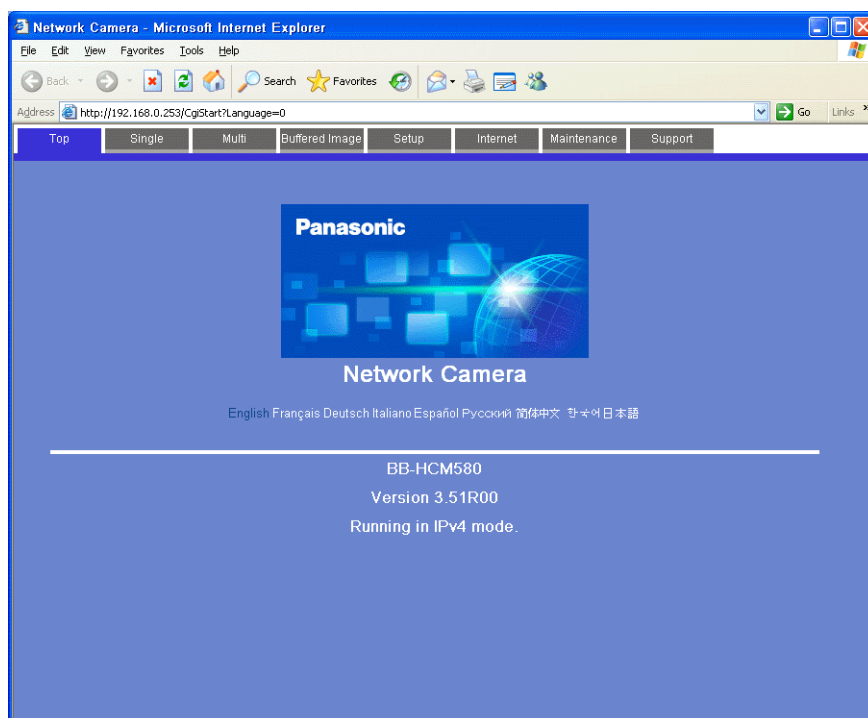 Network Camera - Microsoft Internet Explorer
File Edit View Favorites Tools Help
Back Search Favorites
Address http://192.168.0.253/CgiStart?Language=0 Go Links »
Top Single Multi Buffered Image Setup Internet Maintenance Support
Panasonic
Network Camera
English Français Deutsch Italiano Español Русский 简体中文 한국어 日本語
BB-HCM580
Version 3.51R00
Running in IPv4 mode.